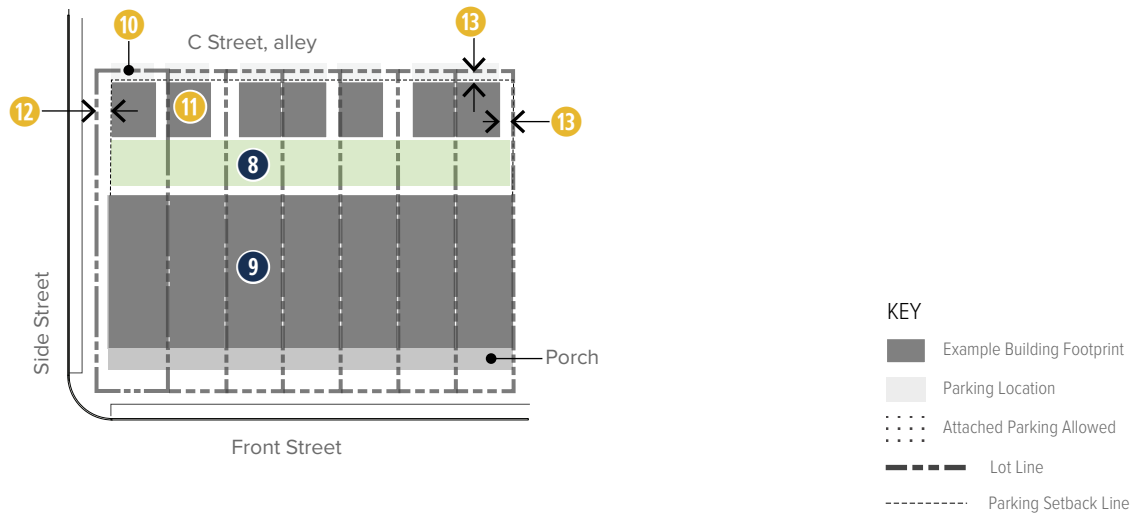 10
13
C Street, alley
12
11
13
8
9
Side Street
Porch
Front Street
KEY
Example Building Footprint
Parking Location
Attached Parking Allowed
Lot Line
Parking Setback Line